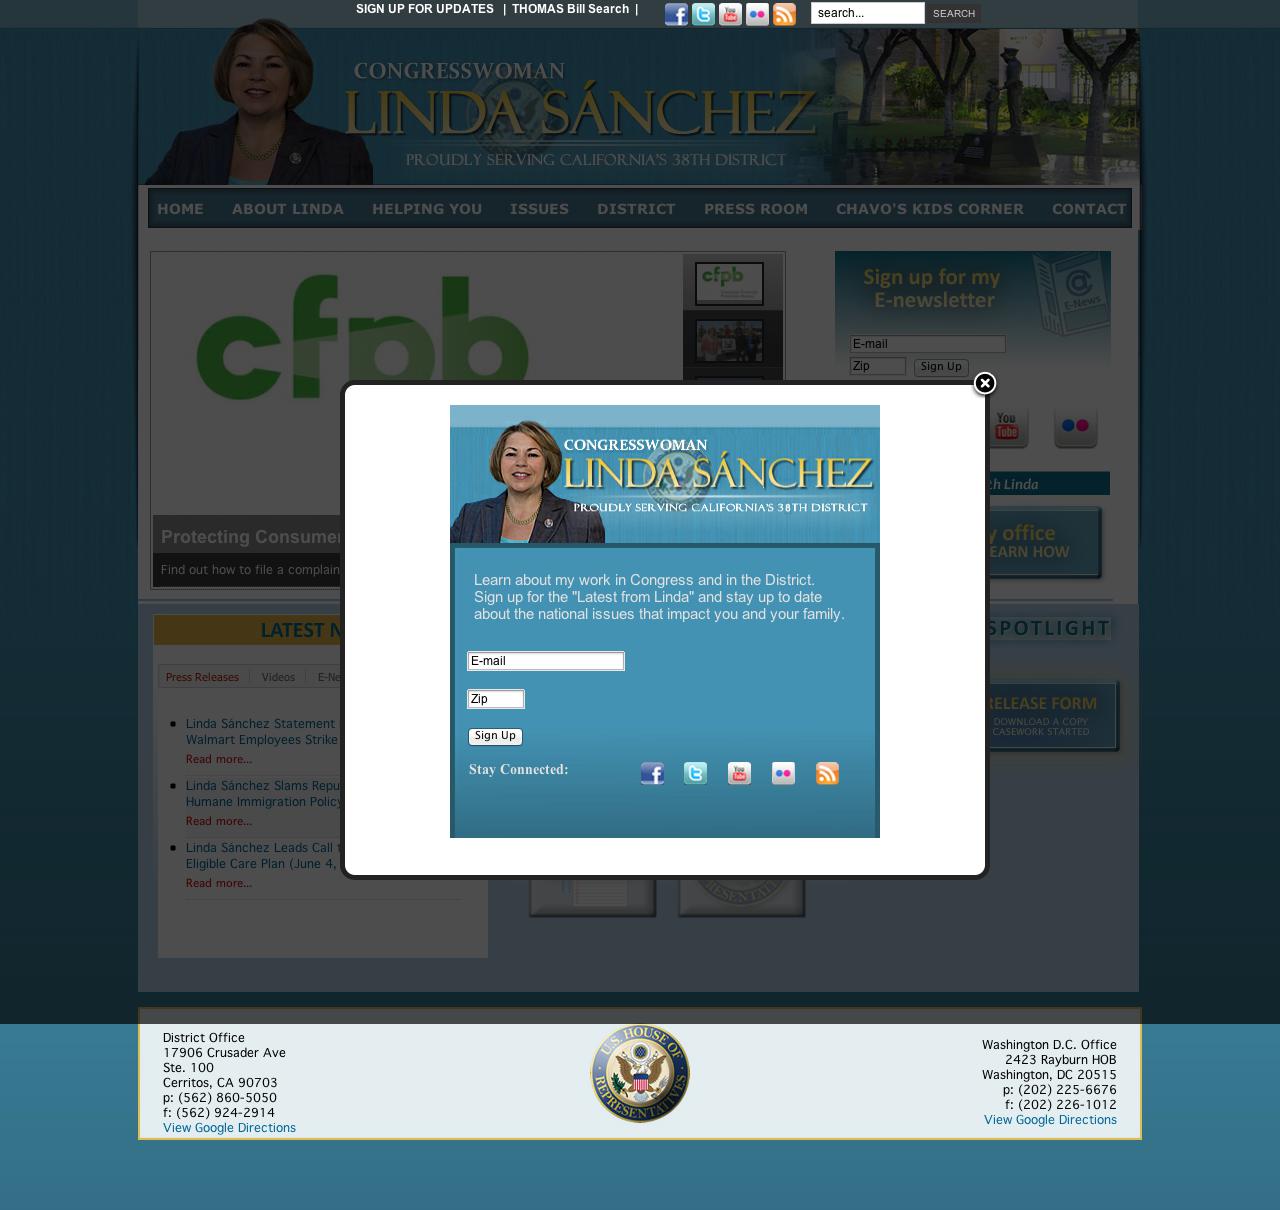 SIGN UP FOR UPDATES | THOMAS Bill Search |
search...
SEARCH
CONGRESSWOMAN
LINDA SÁNCHEZ
PROUDLY SERVING CALIFORNIA'S 38TH DISTRICT
HOME ABOUT LINDA HELPING YOU ISSUES DISTRICT PRESS ROOM CHAVO'S KIDS CORNER CONTACT
cfpb
cfpb
Sign up for my
E-newsletter
@
E-News
E-mail
Zip
Sign Up
You
Tube
Linda
Protecting Consumer
Find out how to file a complain
office
EARN HOW
CONGRESSWOMAN
LINDA SÁNCHEZ
PROUDLY SERVING CALIFORNIA'S 38TH DISTRICT
Learn about my work in Congress and in the District.
Sign up for the "Latest from Linda" and stay up to date
about the national issues that impact you and your family.
E-mail
Zip
Sign Up
Stay Connected:
LATEST N
SPOTLIGHT
Press Releases
Videos
E-Ne
Linda Sánchez Statement
Walmart Employees Strike
Read more...
Linda Sánchez Slams Repu
Humane Immigration Policy
Read more...
Linda Sánchez Leads Call
Eligible Care Plan (June 4,
Read more...
RELEASE FORM
DOWNLOAD A COPY
CASEWORK STARTED
District Office
17906 Crusader Ave
Ste. 100
Cerritos, CA 90703
p: (562) 860-5050
f: (562) 924-2914
View Google Directions
U.S. HOUSE OF
REPRESENTATIVES
Washington D.C. Office
2423 Rayburn HOB
Washington, DC 20515
p: (202) 225-6676
f: (202) 226-1012
View Google Directions